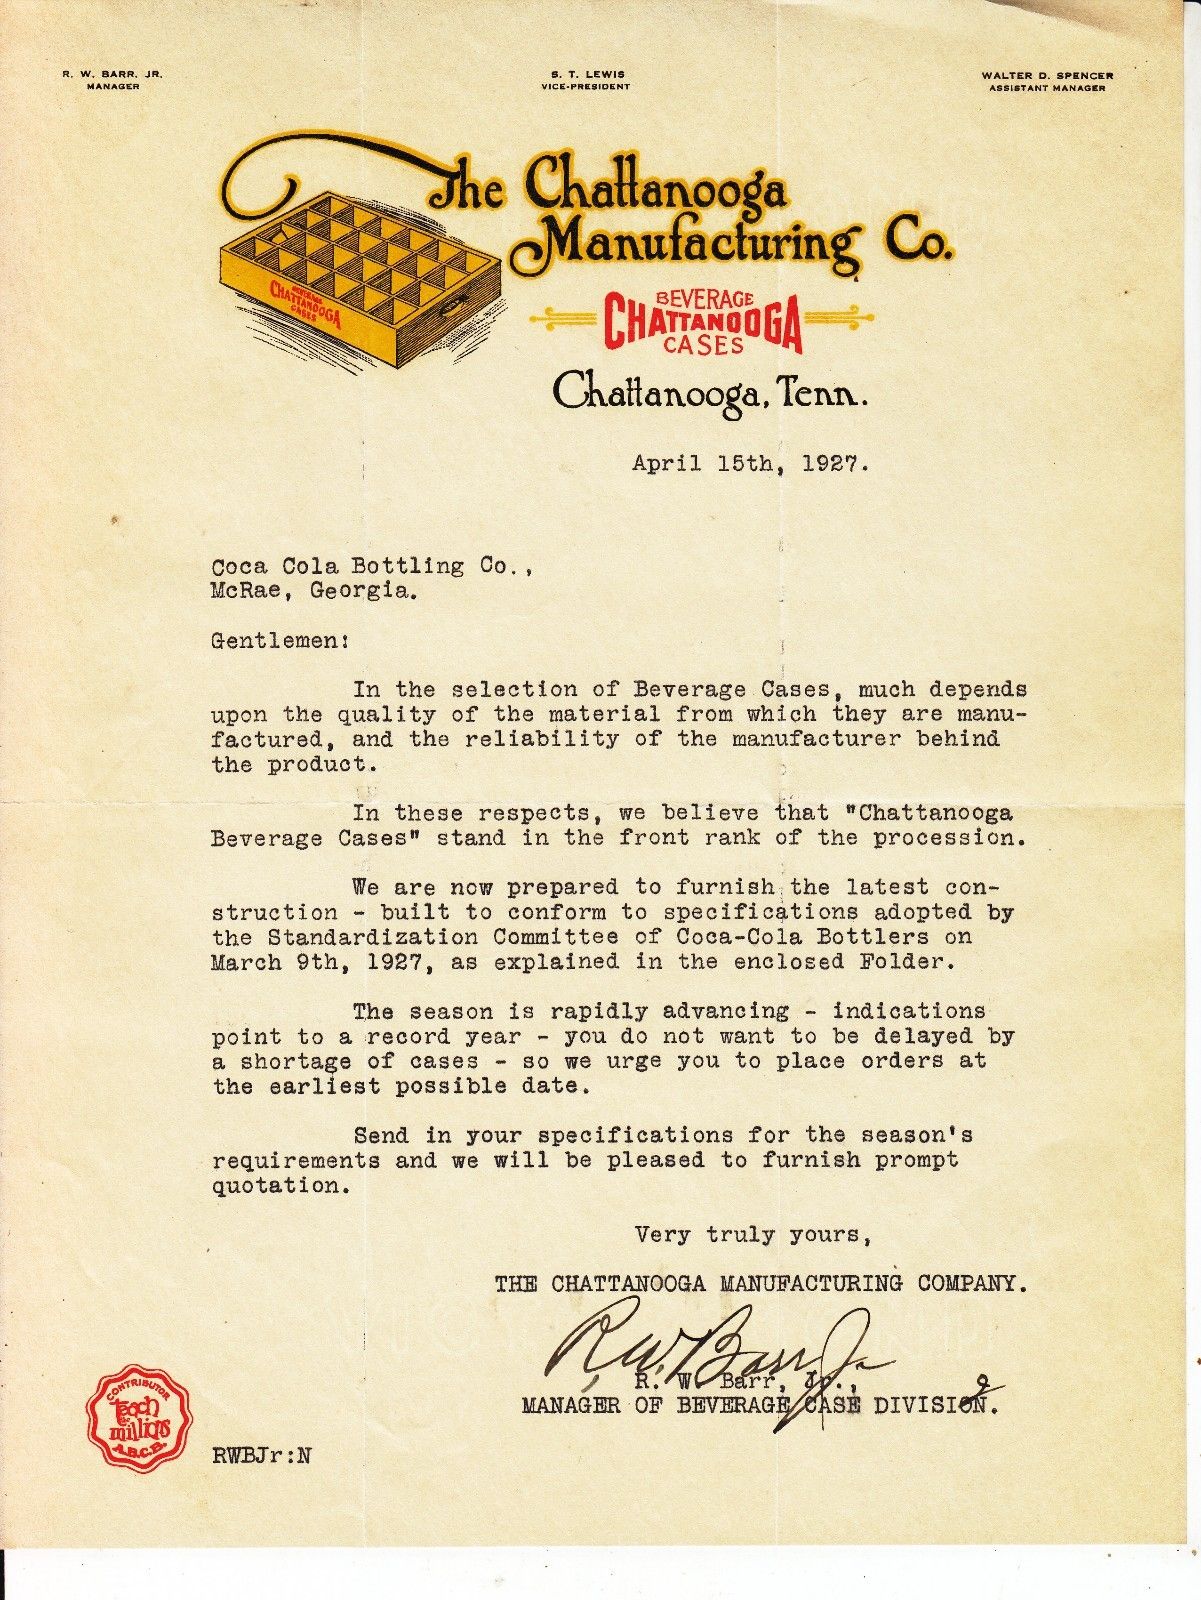 R. W. BARR, JR.
MANAGER
S. T. LEWIS
VICE-PRESIDENT
WALTER D. SPENCER
ASSISTANT MANAGER
The Chattanooga
Manufacturing Co.
BEVERAGE
CHATTANOOGA
CASES
BEVERAGE
CHATTANOOGA
CASES
Chattanooga, Tenn.
April 15th, 1927.
Coca Cola Bottling Co.,
McRae, Georgia.
Gentlemen:
In the selection of Beverage Cases, much depends
upon the quality of the material from which they are manu-
factured, and the reliability of the manufacturer behind
the product.
In these respects, we believe that "Chattanooga
Beverage Cases" stand in the front rank of the procession.
We are now prepared to furnish the latest con-
struction - built to conform to specifications adopted by
the Standardization Committee of Coca-Cola Bottlers on
March 9th, 1927, as explained in the enclosed Folder.
The season is rapidly advancing - indications
point to a record year - you do not want to be delayed by
a shortage of cases - so we urge you to place orders at
the earliest possible date.
Send in your specifications for the season's
requirements and we will be pleased to furnish prompt
quotation.
Very truly yours,
THE CHATTANOOGA MANUFACTURING COMPANY.
R. W. Barr, Jr
R. W. Barr, Jr.,
MANAGER OF BEVERAGE CASE DIVISION.
CONTRIBUTOR
Teach
the
millions
A.B.C.B.
RWBJr:N